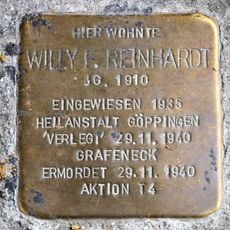 HIER WOHNTE
WILLY F. REINHARDT
JG. 1910
EINGEWIESEN 1935
HEILANSTALT GÖPPINGEN
'VERLEGT' 29.11.1940
GRAFENECK
ERMORDET 29.11.1940
AKTION T4